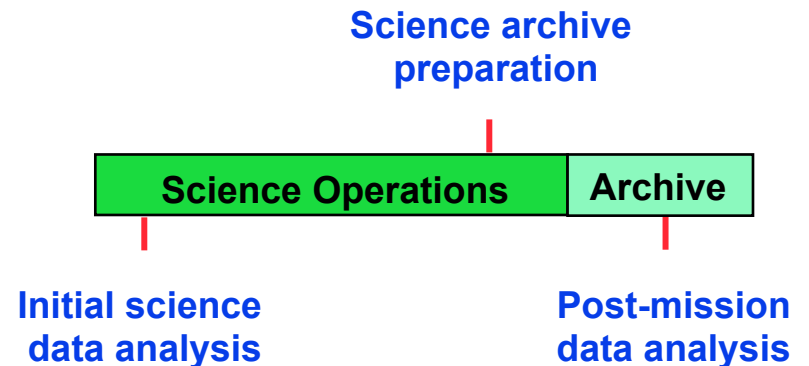 Science archive
preparation
Science Operations
Archive
Initial science
data analysis
Post-mission
data analysis